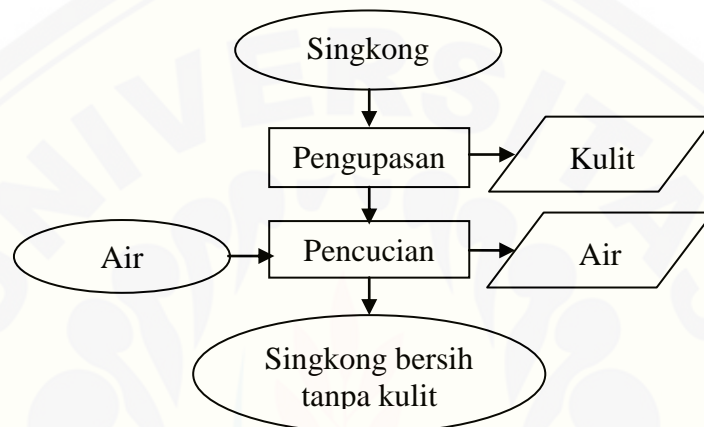 Singkong
Pengupasan
Kulit
Air
Pencucian
Air
Singkong bersih
tanpa kulit